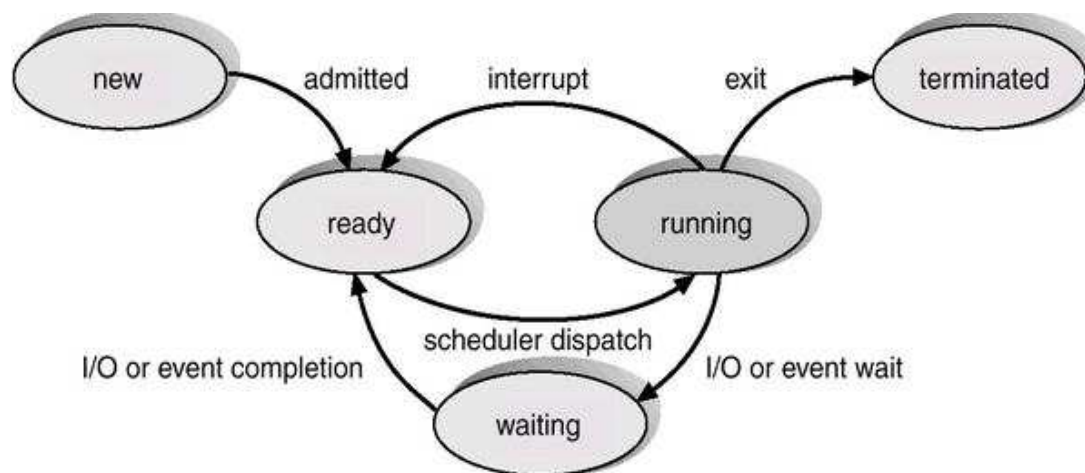 new
admitted
interrupt
exit
terminated
ready
running
scheduler dispatch
I/O or event completion
I/O or event wait
waiting